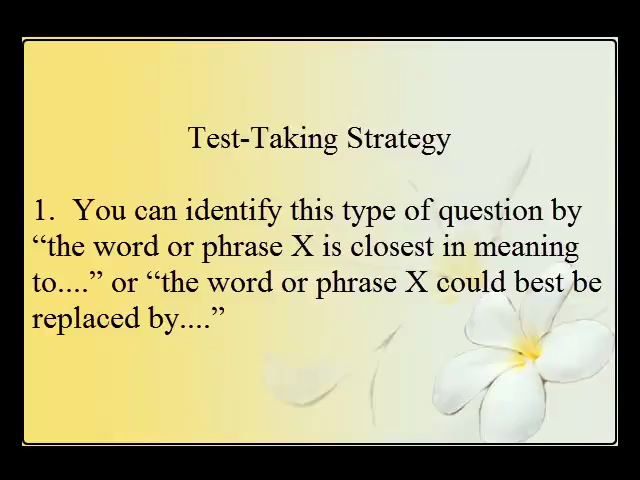 Test-Taking Strategy
1.  You can identify this type of question by
“the word or phrase X is closest in meaning
to....” or “the word or phrase X could best be
replaced by....”